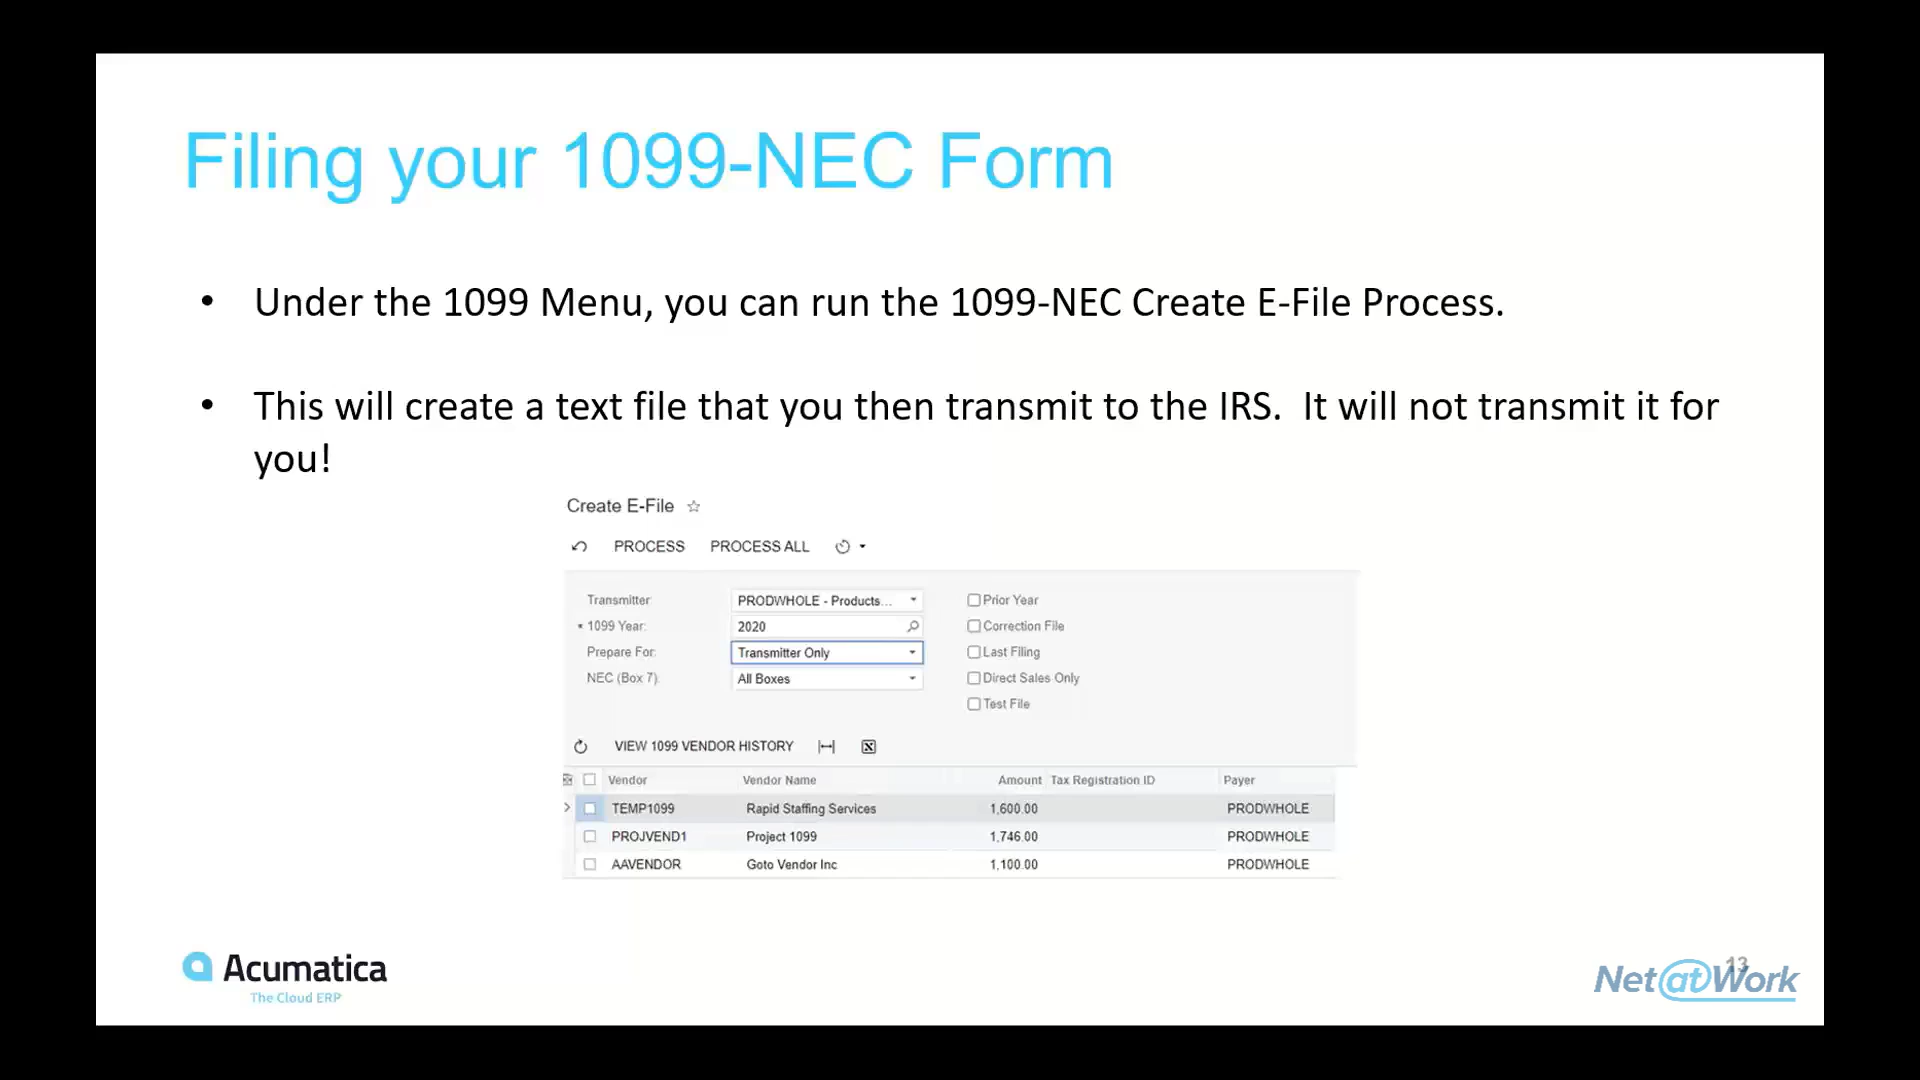 Filing your 1099-NEC Form
• Under the 1099 Menu, you can run the 1099-NEC Create E-File Process.
• This will create a text file that you then transmit to the IRS.  It will not transmit it for
you!
Create E-File
PROCESS PROCESS ALL
Transmitter: PRODWHOLE - Products... Prior Year
* 1099 Year: 2020 Correction File
Prepare For: Transmitter Only Last Filing
NEC (Box 7): All Boxes Direct Sales Only
Test File
VIEW 1099 VENDOR HISTORY
Vendor Vendor Name Amount Tax Registration ID Payer
TEMP1099 Rapid Staffing Services 1,600.00 PRODWHOLE
PROJVEND1 Project 1099 1,746.00 PRODWHOLE
AAVENDOR Goto Vendor Inc 1,100.00 PRODWHOLE
Acumatica
The Cloud ERP
13
Net at Work